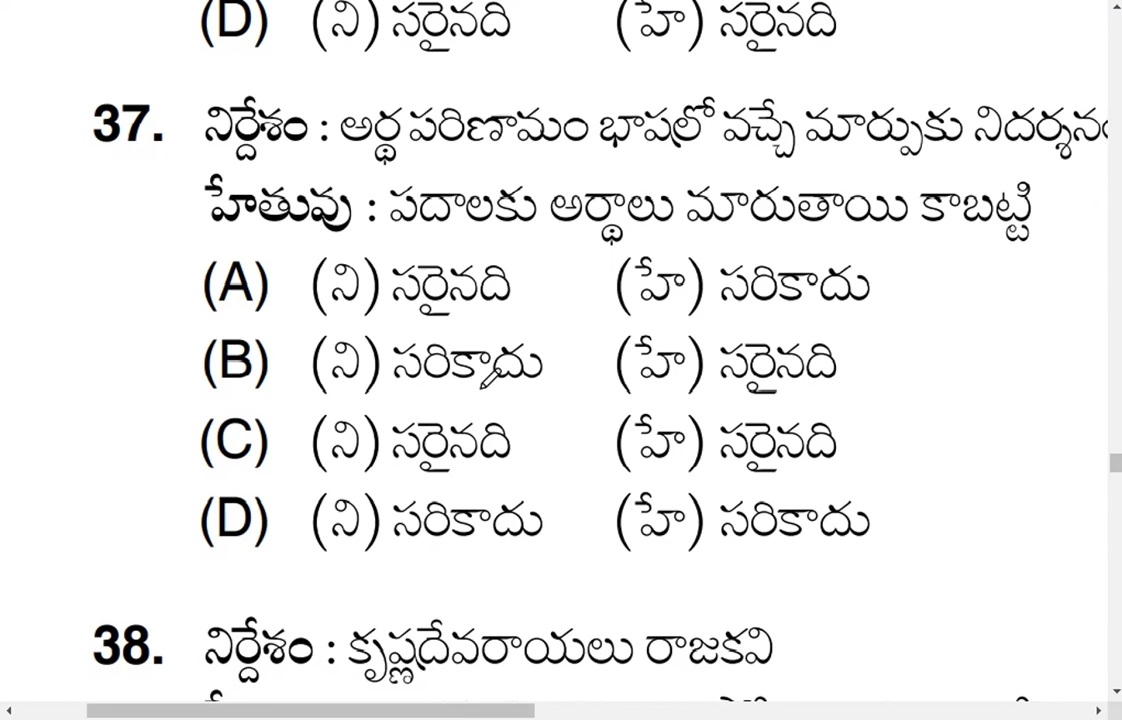 (D) (ని) సరైనది (హే) సరైనది
37. నిర్దేశం : అర్థ పరిణామం భాషలో వచ్చే మార్పుకు నిదర్శన
హేతువు : పదాలకు అర్థాలు మారుతాయి కాబట్టి
(A) (ని) సరైనది (హే) సరికాదు
(B) (ని) సరికాదు (హే) సరైనది
(C) (ని) సరైనది (హే) సరైనది
(D) (ని) సరికాదు (హే) సరికాదు
38. నిర్దేశం : కృష్ణదేవరాయలు రాజకవి